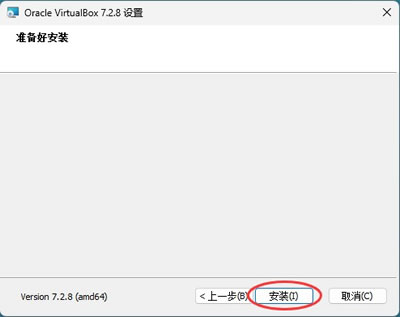 Oracle VirtualBox 7.2.8 设置
准备好安装
Version 7.2.8 (amd64)
< 上一步(B)
安装(I)
取消(C)